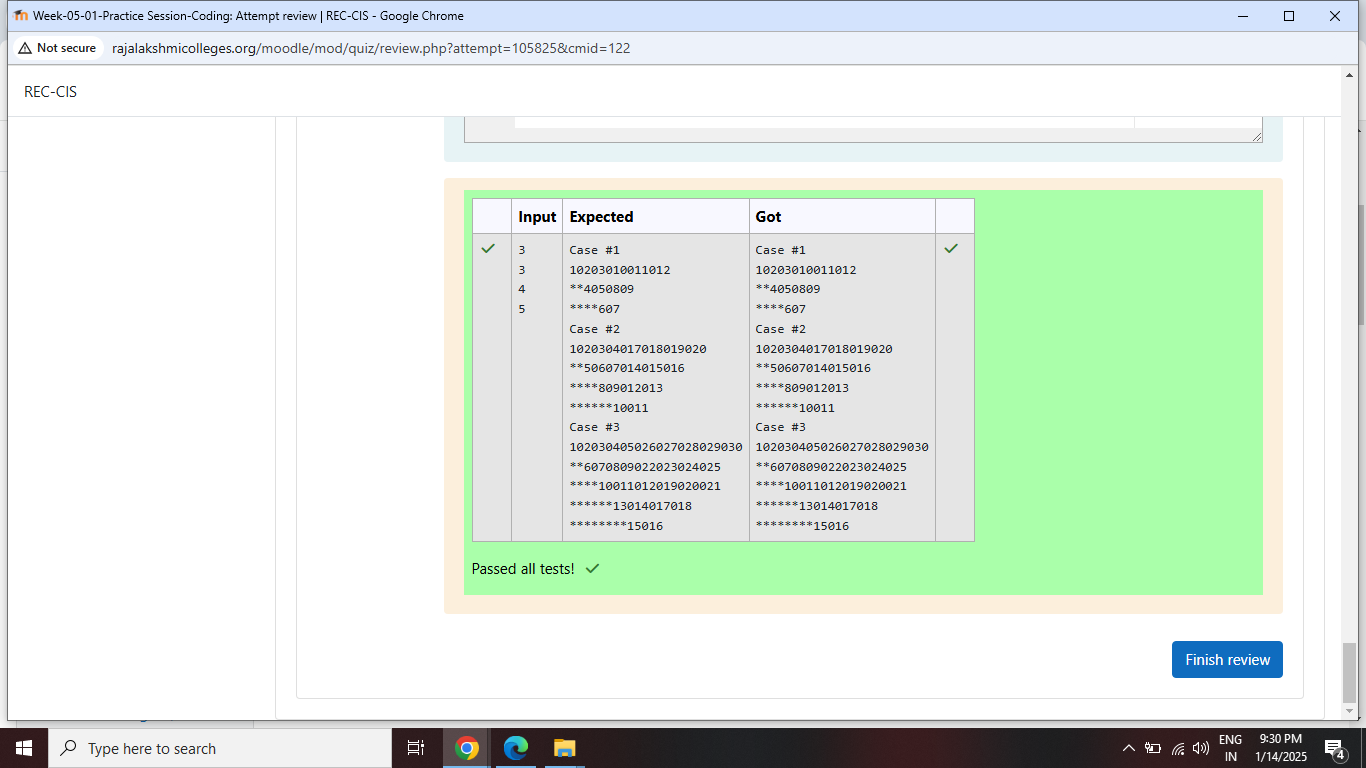 Week-05-01-Practice Session-Coding: Attempt review | REC-CIS - Google Chrome
Not secure rajalakshmicolleges.org/moodle/mod/quiz/review.php?attempt=105825&cmid=122
REC-CIS
Input Expected Got
3 Case #1 Case #1
3 10203010011012 10203010011012
4 **4050809 **4050809
5 ****607 ****607
Case #2 Case #2
1020304017018019020 1020304017018019020
**50607014015016 **50607014015016
****809012013 ****809012013
******10011 ******10011
Case #3 Case #3
102030405026027028029030 102030405026027028029030
**6070809022023024025 **6070809022023024025
****10011012019020021 ****10011012019020021
******13014017018 ******13014017018
********15016 ********15016
Passed all tests!
Finish review
Type here to search
ENG 9:30 PM
IN 1/14/2025
4